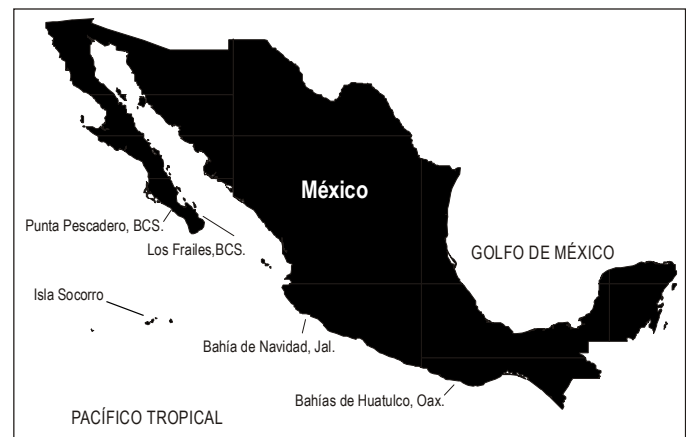 México
Punta Pescadero, BCS.
Los Frailes,BCS.
GOLFO DE MÉXICO
Isla Socorro
Bahía de Navidad, Jal.
Bahías de Huatulco, Oax.
PACÍFICO TROPICAL